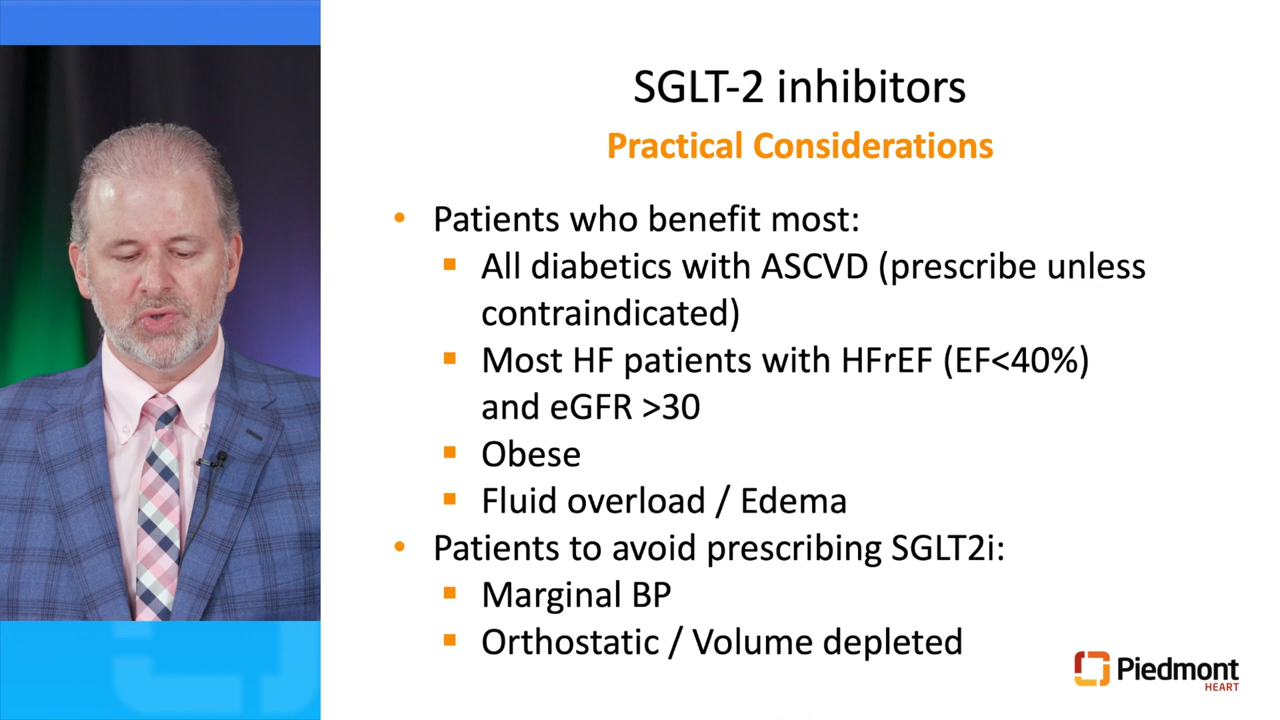 SGLT-2 inhibitors
Practical Considerations
• Patients who benefit most:
▪ All diabetics with ASCVD (prescribe unless
contraindicated)
▪ Most HF patients with HFrEF (EF<40%)
and eGFR >30
▪ Obese
▪ Fluid overload / Edema
• Patients to avoid prescribing SGLT2i:
▪ Marginal BP
▪ Orthostatic / Volume depleted
Piedmont
HEART